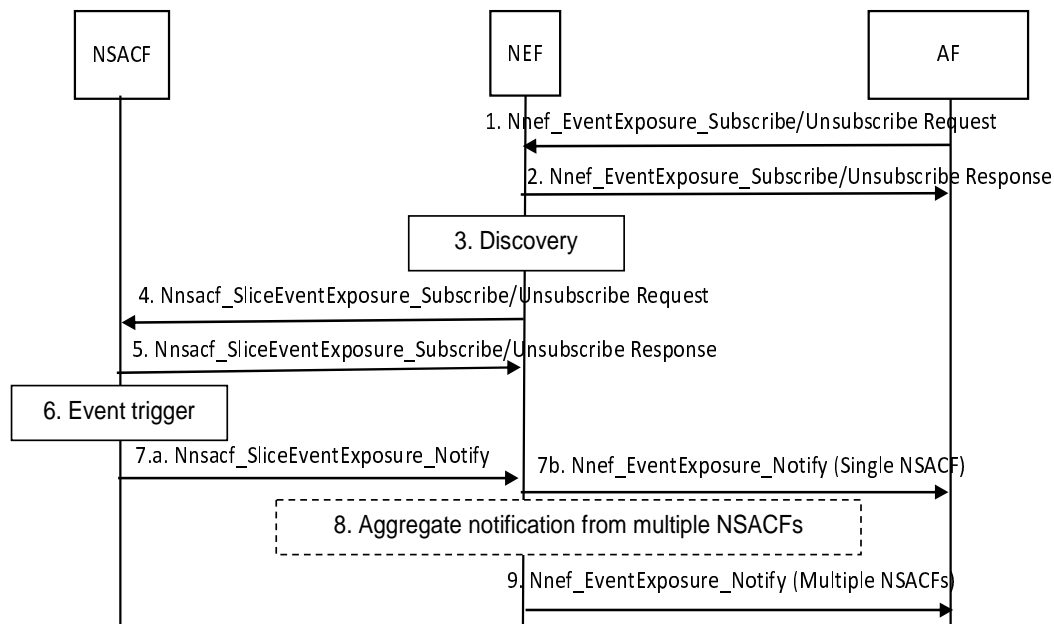 NSACF
NEF
AF
1. Nnef_EventExposure_Subscribe/Unsubscribe Request
2. Nnef_EventExposure_Subscribe/Unsubscribe Response
3. Discovery
4. Nnsacf_SliceEventExposure_Subscribe/Unsubscribe Request
5. Nnsacf_SliceEventExposure_Subscribe/Unsubscribe Response
6. Event trigger
7.a. Nnsacf_SliceEventExposure_Notify
7b. Nnef_EventExposure_Notify (Single NSACF)
8. Aggregate notification from multiple NSACFs
9. Nnef_EventExposure_Notify (Multiple NSACFs)